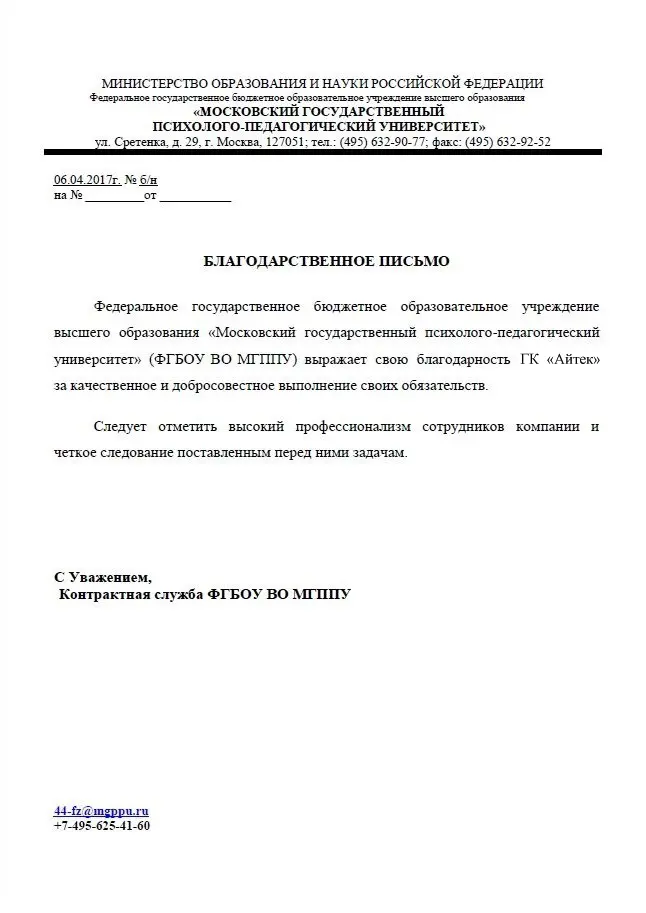 МИНИСТЕРСТВО ОБРАЗОВАНИЯ И НАУКИ РОССИЙСКОЙ ФЕДЕРАЦИИ
Федеральное государственное бюджетное образовательное учреждение высшего образования
«МОСКОВСКИЙ ГОСУДАРСТВЕННЫЙ
ПСИХОЛОГО-ПЕДАГОГИЧЕСКИЙ УНИВЕРСИТЕТ»
ул. Сретенка, д. 29, г. Москва, 127051; тел.: (495) 632-90-77; факс: (495) 632-92-52
06.04.2017г. № б/н
на № _________от ___________
БЛАГОДАРСТВЕННОЕ ПИСЬМО
Федеральное государственное бюджетное образовательное учреждение
высшего образования «Московский государственный психолого-педагогический
университет» (ФГБОУ ВО МГППУ) выражает свою благодарность ГК «Айтек»
за качественное и добросовестное выполнение своих обязательств.
Следует отметить высокий профессионализм сотрудников компании и
четкое следование поставленным перед ними задачам.
С Уважением,
Контрактная служба ФГБОУ ВО МГППУ
44-fz@mgppu.ru
+7-495-625-41-60